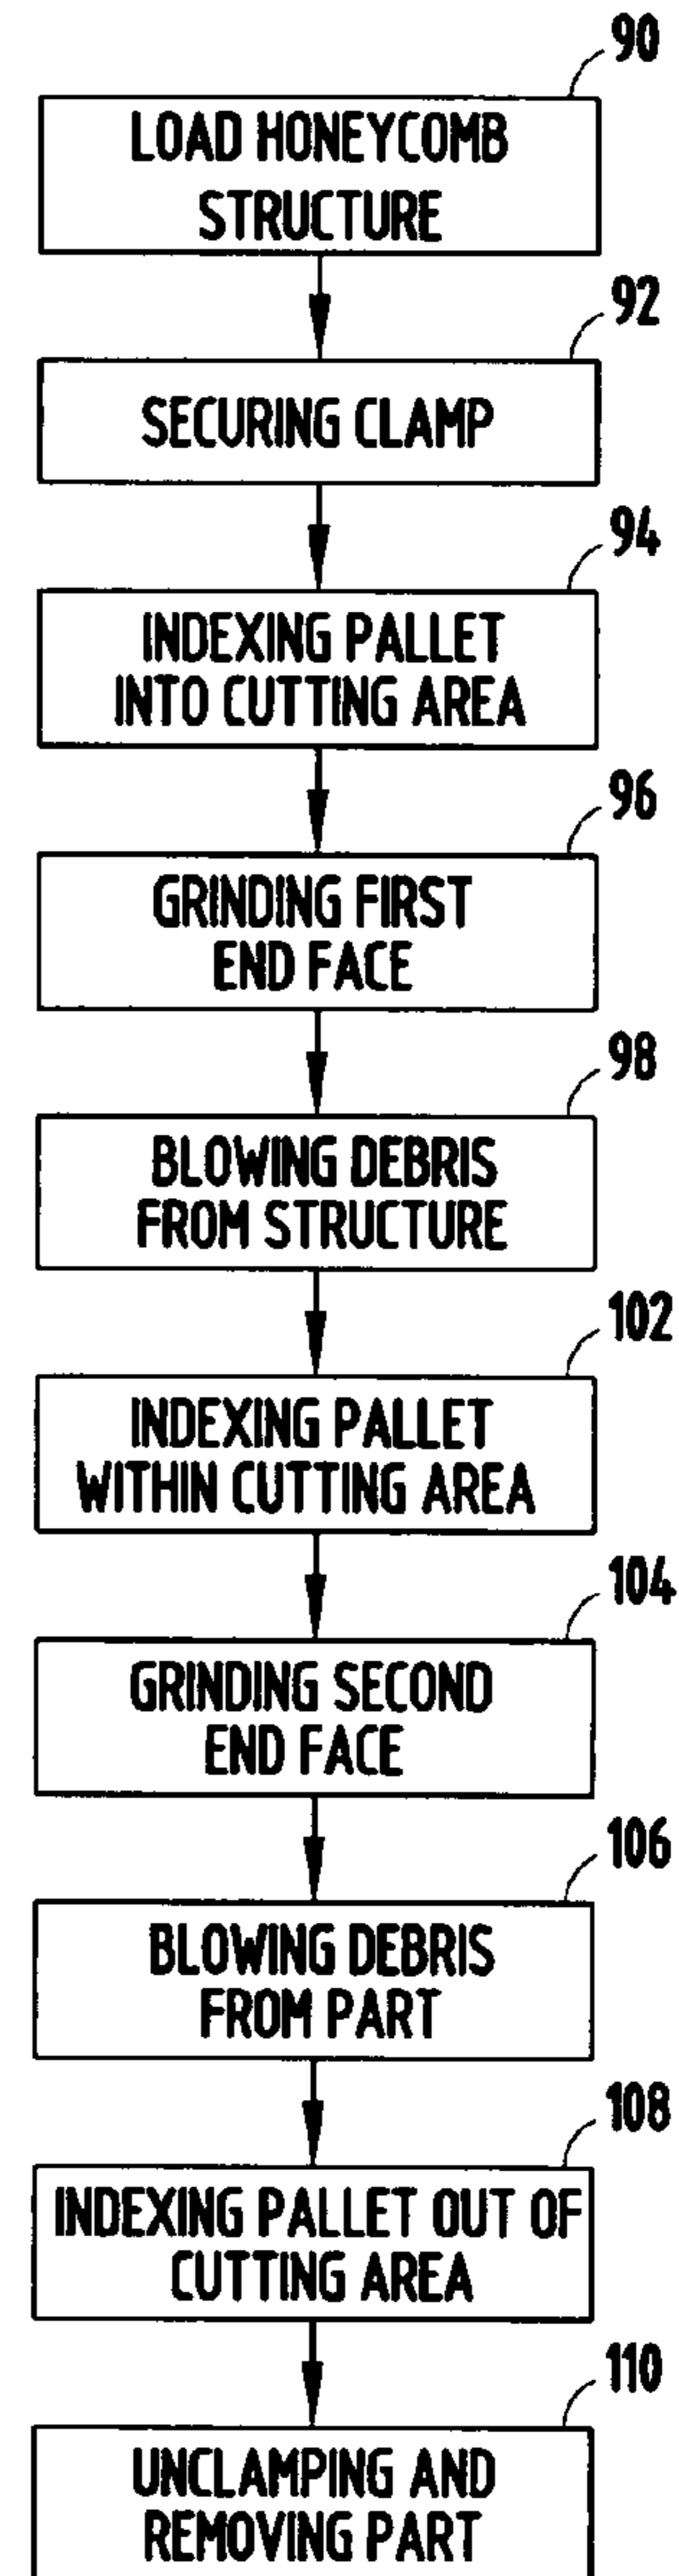 90
LOAD HONEYCOMB
STRUCTURE
92
SECURING CLAMP
94
INDEXING PALLET
INTO CUTTING AREA
96
GRINDING FIRST
END FACE
98
BLOWING DEBRIS
FROM STRUCTURE
102
INDEXING PALLET
WITHIN CUTTING AREA
104
GRINDING SECOND
END FACE
106
BLOWING DEBRIS
FROM PART
108
INDEXING PALLET OUT OF
CUTTING AREA
110
UNCLAMPING AND
REMOVING PART